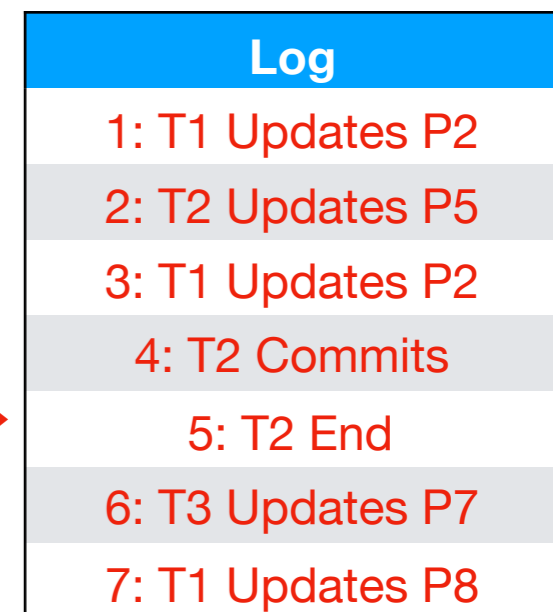 Log
1: T1 Updates P2
2: T2 Updates P5
3: T1 Updates P2
4: T2 Commits
5: T2 End
6: T3 Updates P7
7: T1 Updates P8